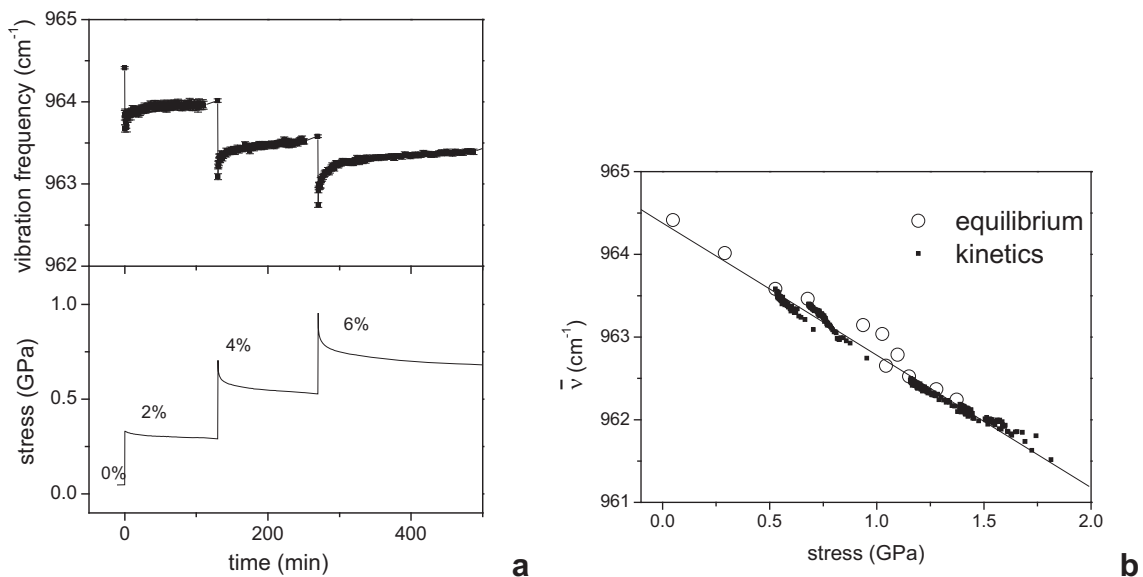 965
964
963
962
vibration frequency (cm⁻¹)
1.0
0.5
0.0
stress (GPa)
0%
2%
4%
6%
0
200
400
time (min)
a
965
964
963
962
961
ν̄ (cm⁻¹)
equilibrium
kinetics
0.0
0.5
1.0
1.5
2.0
stress (GPa)
b